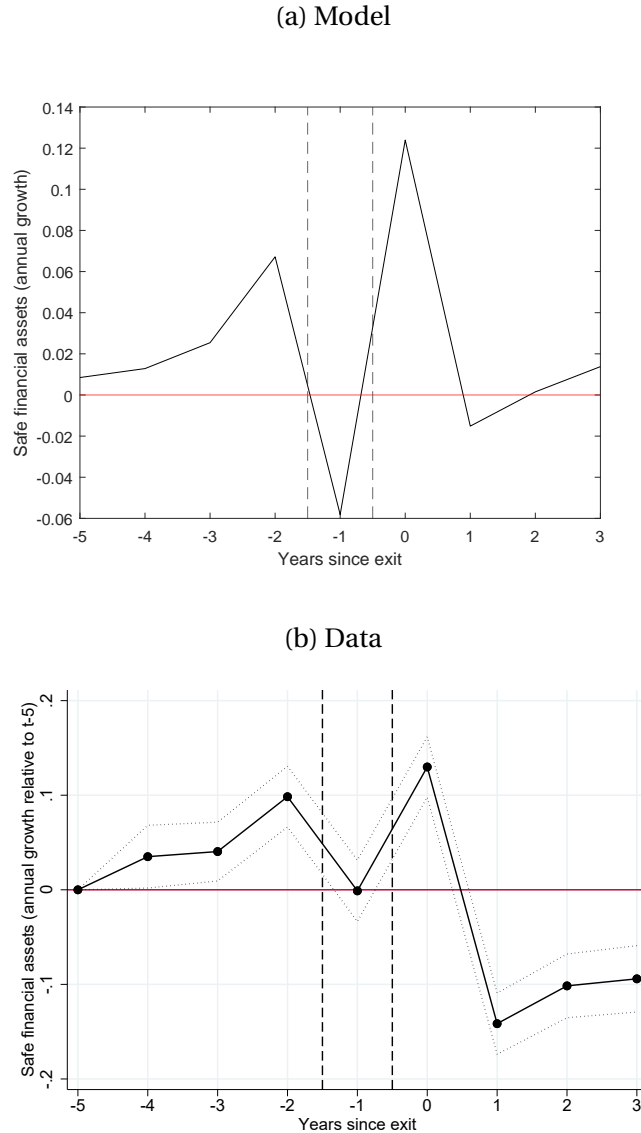 (a) Model
0.14
0.12
0.1
0.08
0.06
0.04
0.02
0
-0.02
-0.04
-0.06
Safe financial assets (annual growth)
-5 -4 -3 -2 -1 0 1 2 3
Years since exit
(b) Data
.2
.1
0
-.1
-.2
Safe financial assets (annual growth relative to t-5)
-5 -4 -3 -2 -1 0 1 2 3
Years since exit